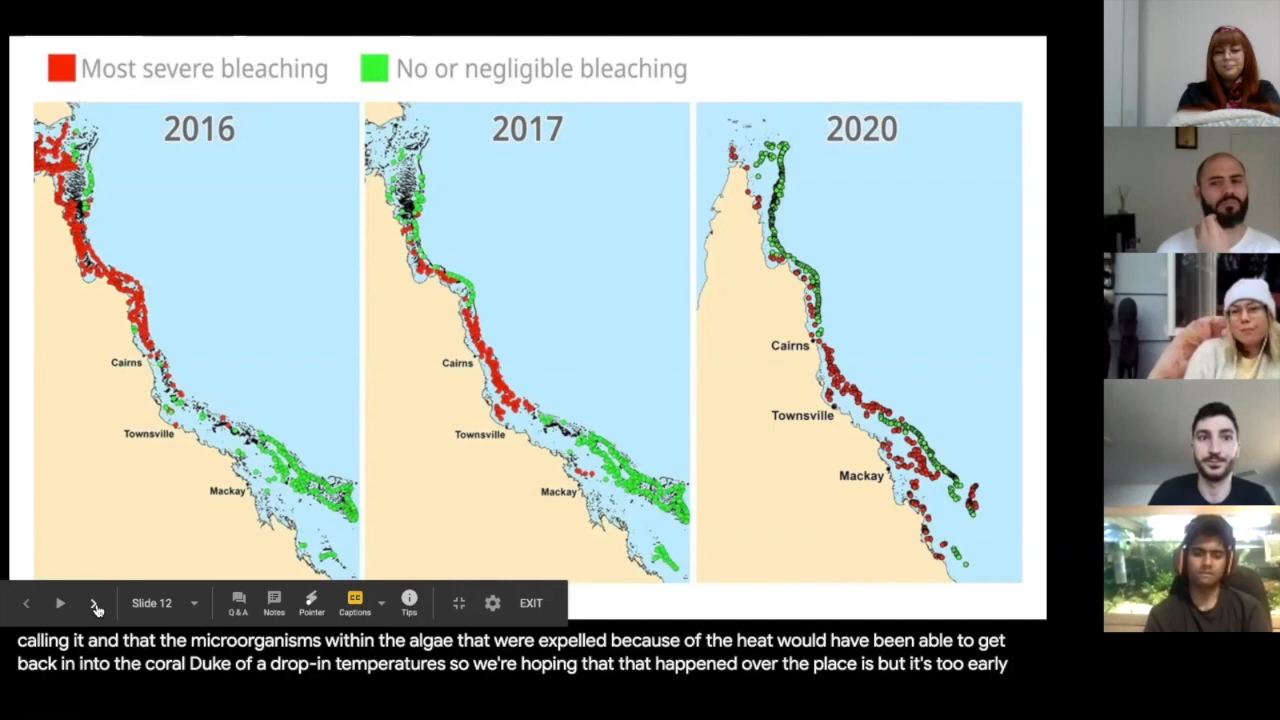 Most severe bleaching
No or negligible bleaching
2016
2017
2020
Cairns
Townsville
Mackay
Cairns
Townsville
Mackay
Cairns
Townsville
Mackay
Slide 12
Q&A
Notes
Pointer
CC
Captions
Tips
EXIT
calling it and that the microorganisms within the algae that were expelled because of the heat would have been able to get
back in into the coral Duke of a drop-in temperatures so we're hoping that that happened over the place is but it's too early